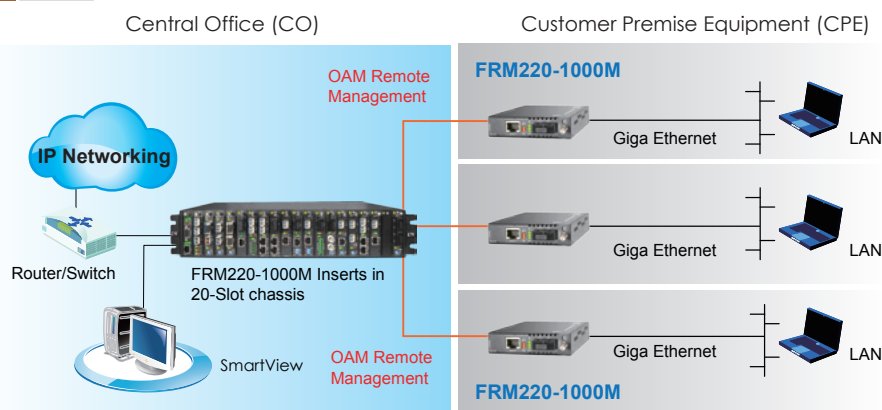 Central Office (CO)
Customer Premise Equipment (CPE)
OAM Remote
Management
FRM220-1000M
IP Networking
Giga Ethernet
LAN
Router/Switch
FRM220-1000M Inserts in
20-Slot chassis
Giga Ethernet
LAN
SmartView
OAM Remote
Management
Giga Ethernet
LAN
FRM220-1000M